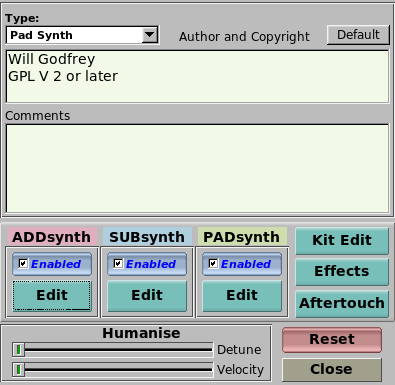 Type:
Pad Synth
Author and Copyright
Default
Will Godfrey
GPL V 2 or later
Comments
ADDsynth
SUBsynth
PADsynth
Kit Edit
Enabled
Enabled
Enabled
Effects
Edit
Edit
Edit
Aftertouch
Humanise
Reset
Detune
Velocity
Close